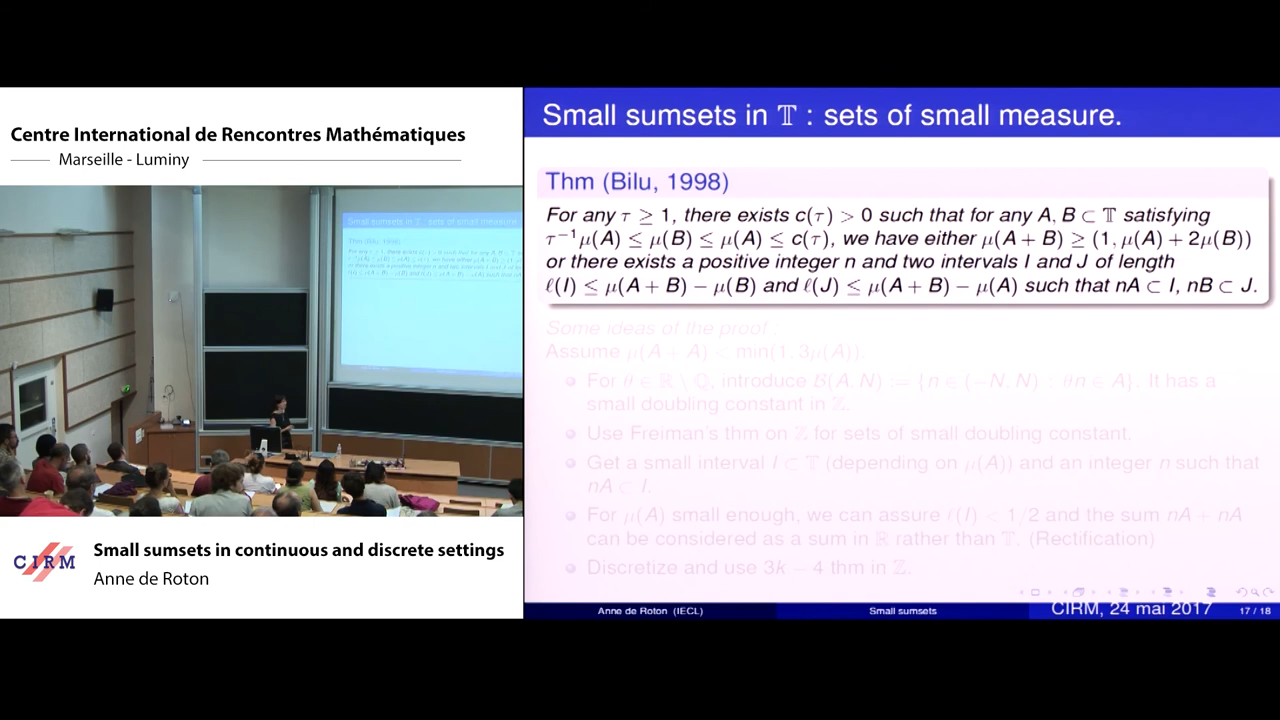 Centre International de Rencontres Mathématiques
Marseille - Luminy
CIRM
Small sumsets in continuous and discrete settings
Anne de Roton
Small sumsets in 𝕋 : sets of small measure.
Thm (Bilu, 1998)
For any τ ≥ 1, there exists c(τ) > 0 such that for any A, B ⊂ 𝕋 satisfying
τ⁻¹μ(A) ≤ μ(B) ≤ μ(A) ≤ c(τ), we have either μ(A + B) ≥ (1, μ(A) + 2μ(B))
or there exists a positive integer n and two intervals I and J of length
ℓ(I) ≤ μ(A + B) − μ(B) and ℓ(J) ≤ μ(A + B) − μ(A) such that nA ⊂ I, nB ⊂ J.
Some ideas of the proof :
Assume μ(A + A) < min(1, 3μ(A)).
For θ ∈ ℝ \ ℚ, introduce B(A, N) := {n ∈ (−N, N) : θn ∈ A}. It has a
small doubling constant in ℤ.
Use Freiman's thm on ℤ for sets of small doubling constant.
Get a small interval I ⊂ 𝕋 (depending on μ(A)) and an integer n such that
nA ⊂ I.
For μ(A) small enough, we can assure ℓ(I) < 1/2 and the sum nA + nA
can be considered as a sum in ℝ rather than 𝕋. (Rectification)
Discretize and use 3k − 4 thm in ℤ.
Anne de Roton (IECL)
Small sumsets
CIRM, 24 mai 2017
17 / 18